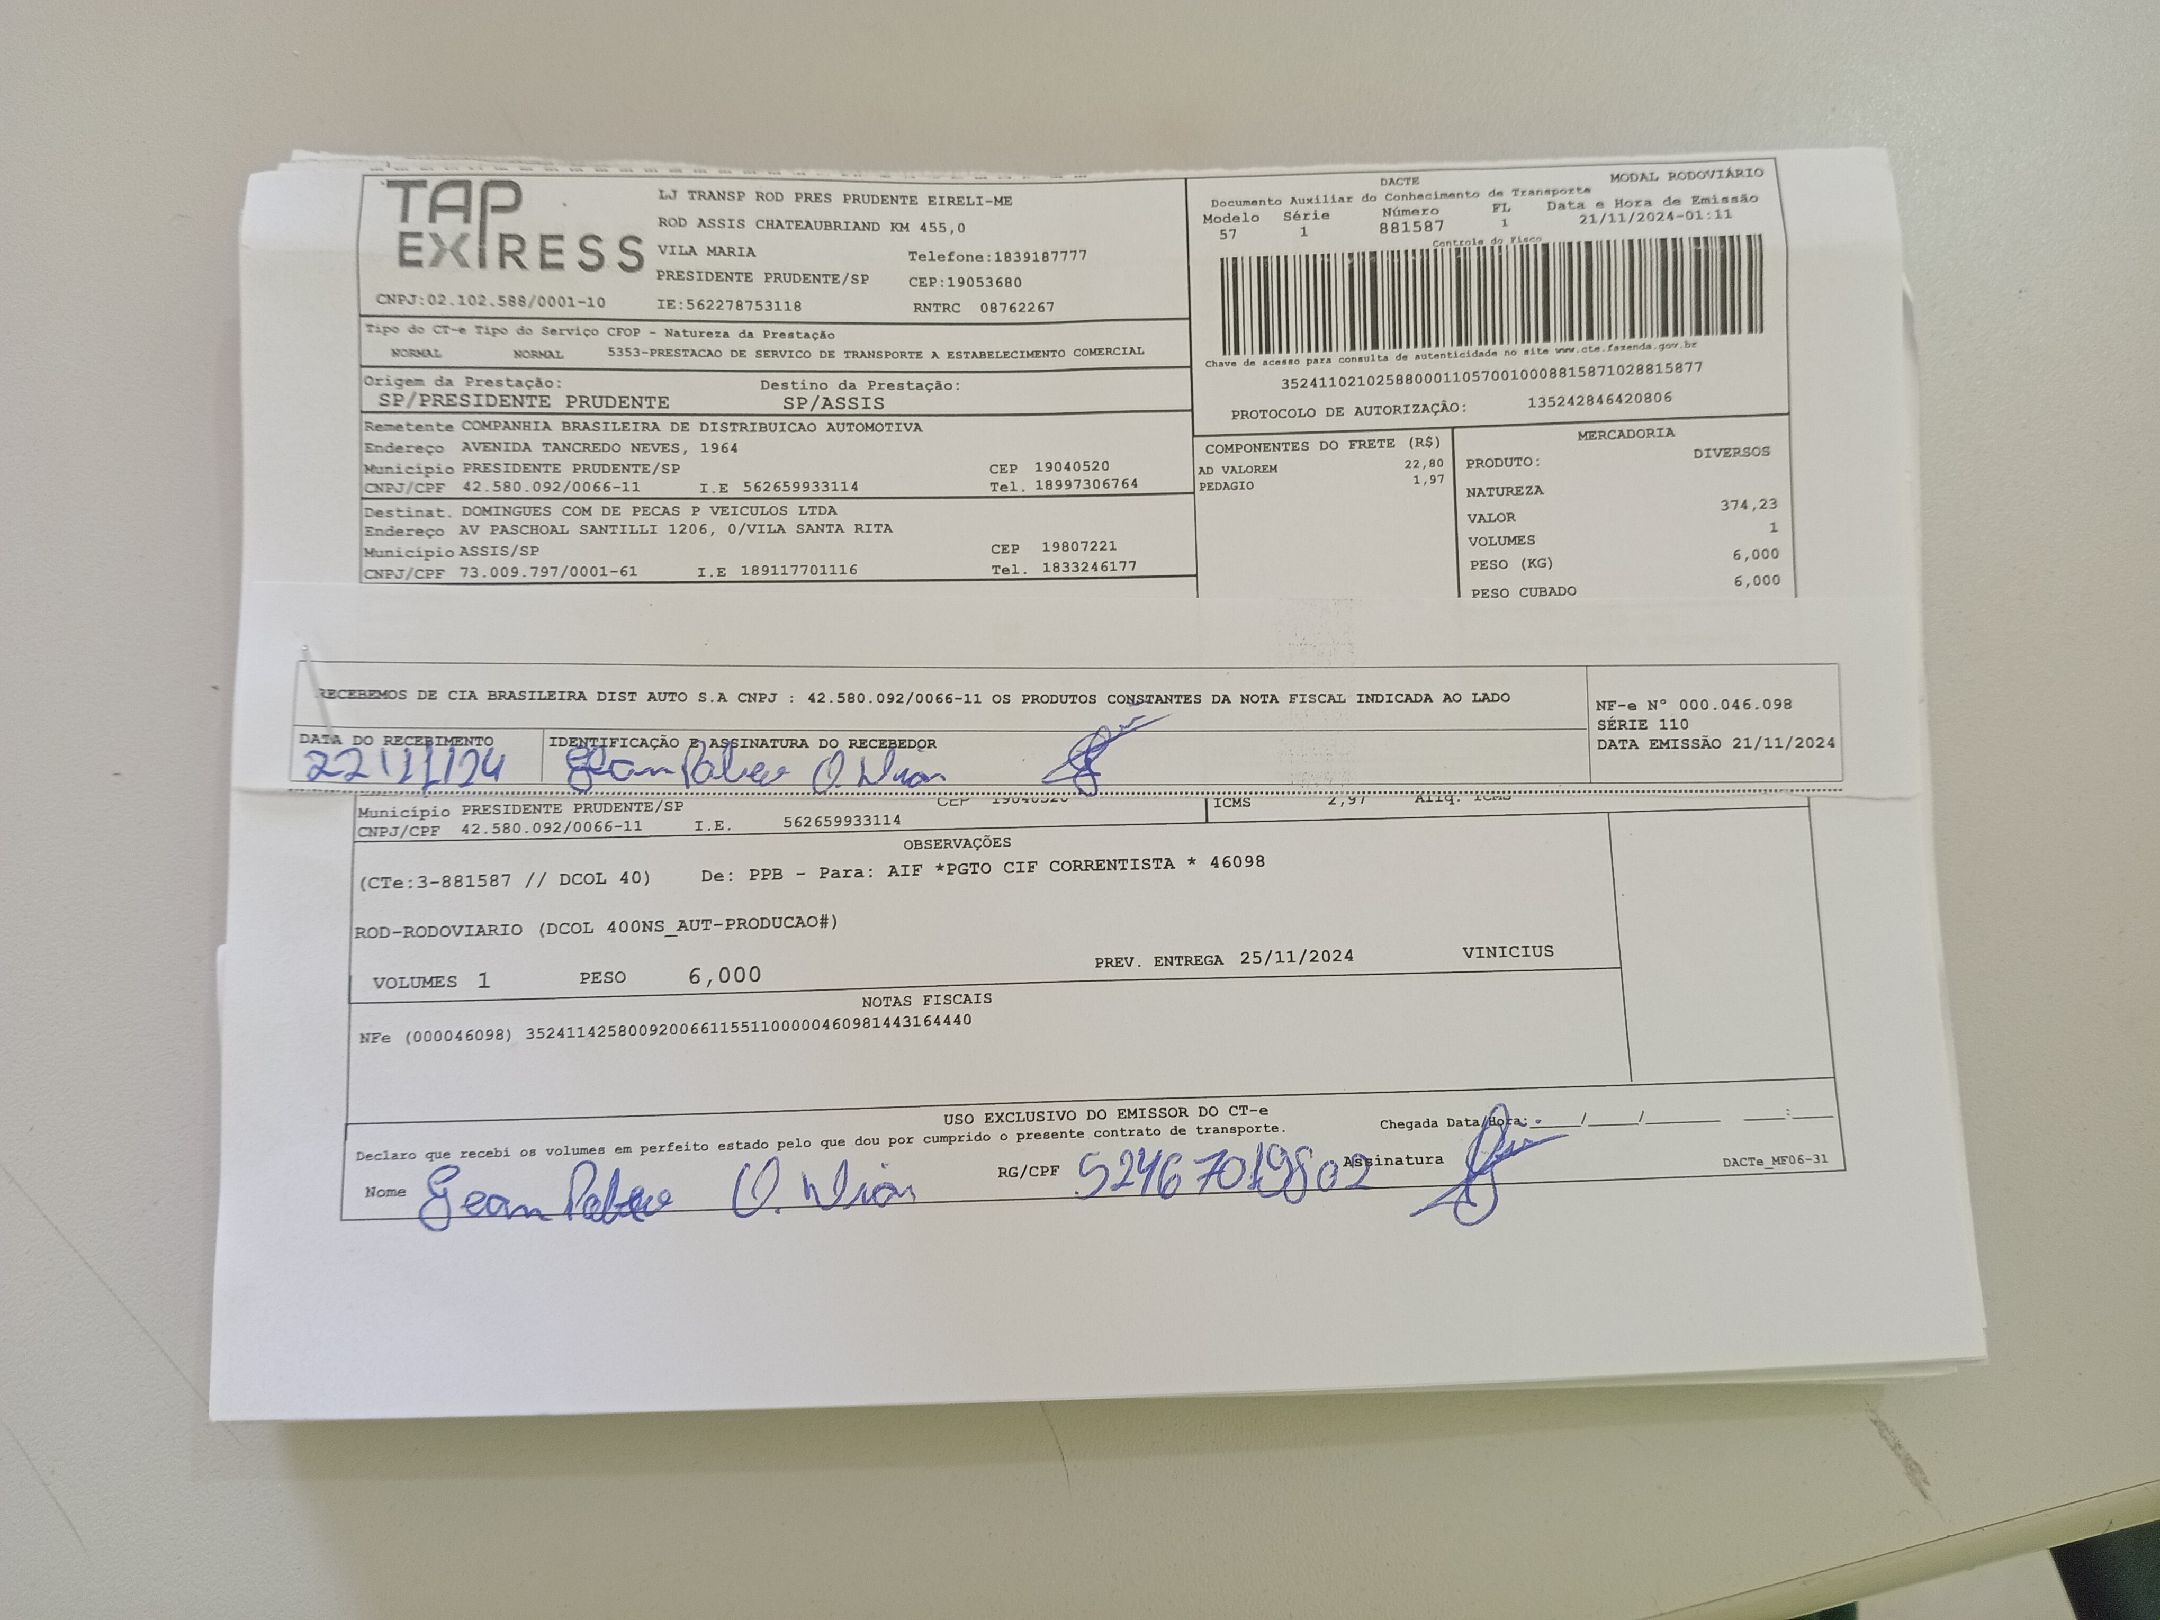 TAP EXPRESS
LJ TRANSP ROD PRES PRUDENTE EIRELI-ME
ROD ASSIS CHATEAUBRIAND KM 455,0
VILA MARIA Telefone:1839187777
PRESIDENTE PRUDENTE/SP CEP:19053680
CNPJ:02.102.588/0001-10 IE:562278753118 RNTRC 08762267
DACTE MODAL RODOVIÁRIO
Documento Auxiliar do Conhecimento de Transporte
Modelo Série Número FL Data e Hora de Emissão
57 1 881587 1 21/11/2024-01:11
Controle do Fisco
Chave de acesso para consulta de autenticidade no site www.cte.fazenda.gov.br
35241102102588000110570010008815871028815877
PROTOCOLO DE AUTORIZAÇÃO: 135242846420806
Tipo do CT-e Tipo do Serviço CFOP - Natureza da Prestação
NORMAL NORMAL 5353-PRESTACAO DE SERVICO DE TRANSPORTE A ESTABELECIMENTO COMERCIAL
Origem da Prestação: Destino da Prestação:
SP/PRESIDENTE PRUDENTE SP/ASSIS
Remetente COMPANHIA BRASILEIRA DE DISTRIBUICAO AUTOMOTIVA
Endereço AVENIDA TANCREDO NEVES, 1964
Município PRESIDENTE PRUDENTE/SP CEP 19040520
CNPJ/CPF 42.580.092/0066-11 I.E 562659933114 Tel. 18997306764
Destinat. DOMINGUES COM DE PECAS P VEICULOS LTDA
Endereço AV PASCHOAL SANTILLI 1206, 0/VILA SANTA RITA
Município ASSIS/SP CEP 19807221
CNPJ/CPF 73.009.797/0001-61 I.E 189117701116 Tel. 1833246177
COMPONENTES DO FRETE (R$)
AD VALOREM 22,80
PEDAGIO 1,97
MERCADORIA
PRODUTO: DIVERSOS
NATUREZA
VALOR 374,23
VOLUMES 1
PESO (KG) 6,000
PESO CUBADO 6,000
RECEBEMOS DE CIA BRASILEIRA DIST AUTO S.A CNPJ : 42.580.092/0066-11 OS PRODUTOS CONSTANTES DA NOTA FISCAL INDICADA AO LADO
NF-e Nº 000.046.098
SÉRIE 110
DATA EMISSÃO 21/11/2024
DATA DO RECEBIMENTO IDENTIFICAÇÃO E ASSINATURA DO RECEBEDOR
22/11/24 Jean
Município PRESIDENTE PRUDENTE/SP CEP 19040520
CNPJ/CPF 42.580.092/0066-11 I.E. 562659933114
ICMS 2,97 Aliq. ICMS
OBSERVAÇÕES
(CTe:3-881587 // DCOL 40) De: PPB - Para: AIF *PGTO CIF CORRENTISTA * 46098
ROD-RODOVIARIO (DCOL 400NS_AUT-PRODUCAO#)
VOLUMES 1 PESO 6,000 PREV. ENTREGA 25/11/2024 VINICIUS
NOTAS FISCAIS
NFe (000046098) 35241142580092006611551100000460981443164440
USO EXCLUSIVO DO EMISSOR DO CT-e
Declaro que recebi os volumes em perfeito estado pelo que dou por cumprido o presente contrato de transporte.
Chegada Data/Hora: / / :
Nome Jean RG/CPF 52467019802 Assinatura
DACTe_MF06-31